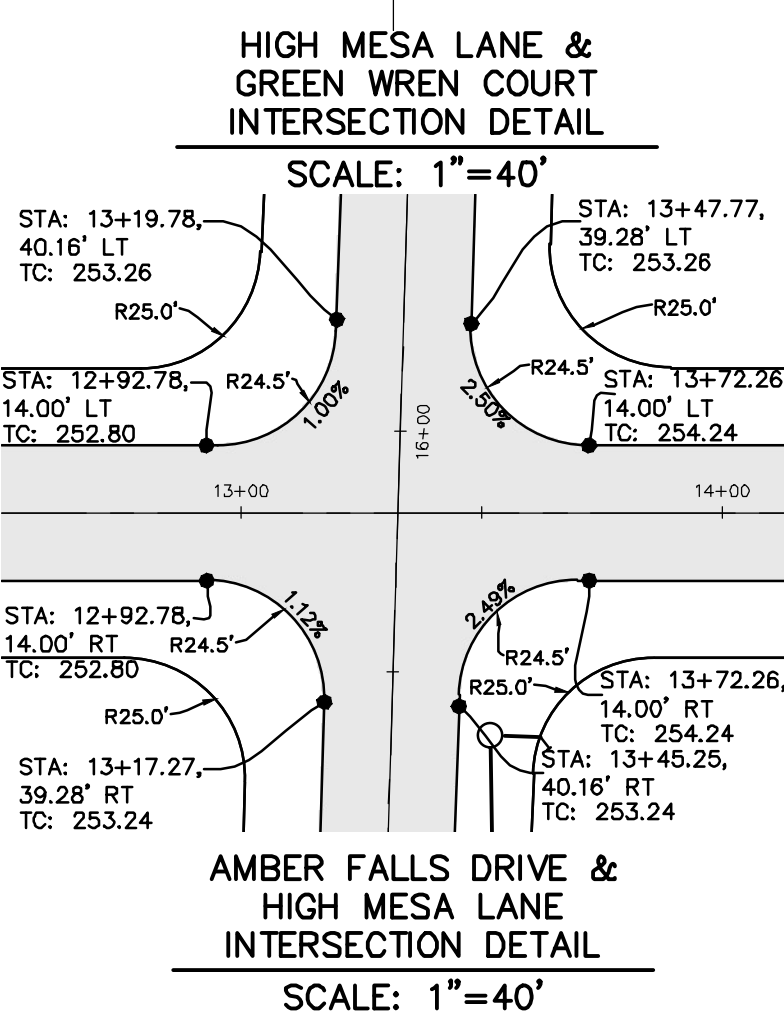 HIGH MESA LANE &
GREEN WREN COURT
INTERSECTION DETAIL
SCALE: 1"=40'
STA: 13+19.78,
40.16' LT
TC: 253.26
STA: 13+47.77,
39.28' LT
TC: 253.26
R25.0'
R25.0'
STA: 12+92.78,
14.00' LT
TC: 252.80
R24.5'
1.00%
2.50%
R24.5'
STA: 13+72.26
14.00' LT
TC: 254.24
16+00
13+00
14+00
STA: 12+92.78,
14.00' RT
TC: 252.80
R24.5'
1.12%
2.49%
R24.5'
R25.0'
R25.0'
STA: 13+72.26,
14.00' RT
TC: 254.24
STA: 13+17.27,
39.28' RT
TC: 253.24
STA: 13+45.25,
40.16' RT
TC: 253.24
AMBER FALLS DRIVE &
HIGH MESA LANE
INTERSECTION DETAIL
SCALE: 1"=40'